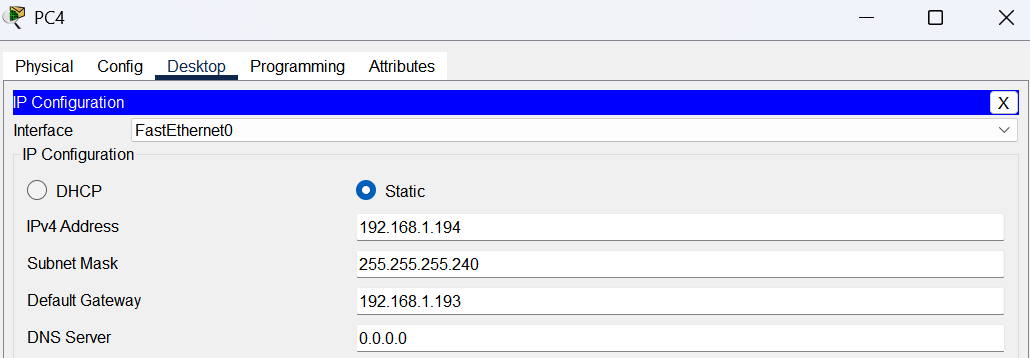 PC4
Physical Config Desktop Programming Attributes
IP Configuration X
Interface FastEthernet0
IP Configuration
DHCP Static
IPv4 Address 192.168.1.194
Subnet Mask 255.255.255.240
Default Gateway 192.168.1.193
DNS Server 0.0.0.0